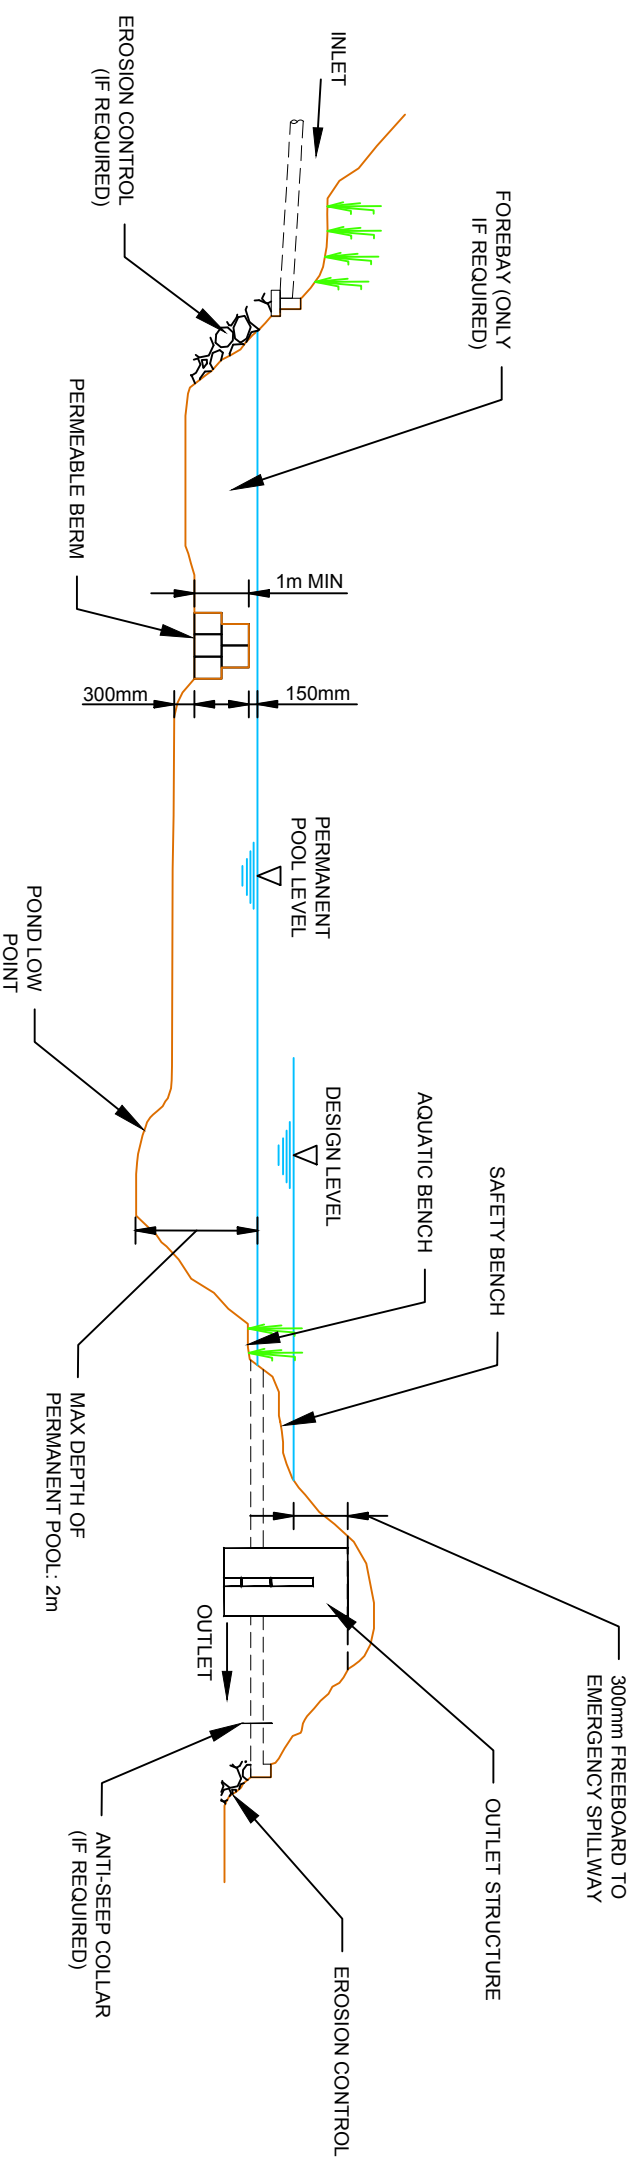 INLET
EROSION CONTROL
(IF REQUIRED)
FOREBAY (ONLY
IF REQUIRED)
PERMEABLE BERM
1m MIN
300mm
150mm
PERMANENT
POOL LEVEL
POND LOW
POINT
DESIGN LEVEL
AQUATIC BENCH
SAFETY BENCH
MAX DEPTH OF
PERMANENT POOL: 2m
300mm FREEBOARD TO
EMERGENCY SPILLWAY
OUTLET STRUCTURE
OUTLET
ANTI-SEEP COLLAR
(IF REQUIRED)
EROSION CONTROL